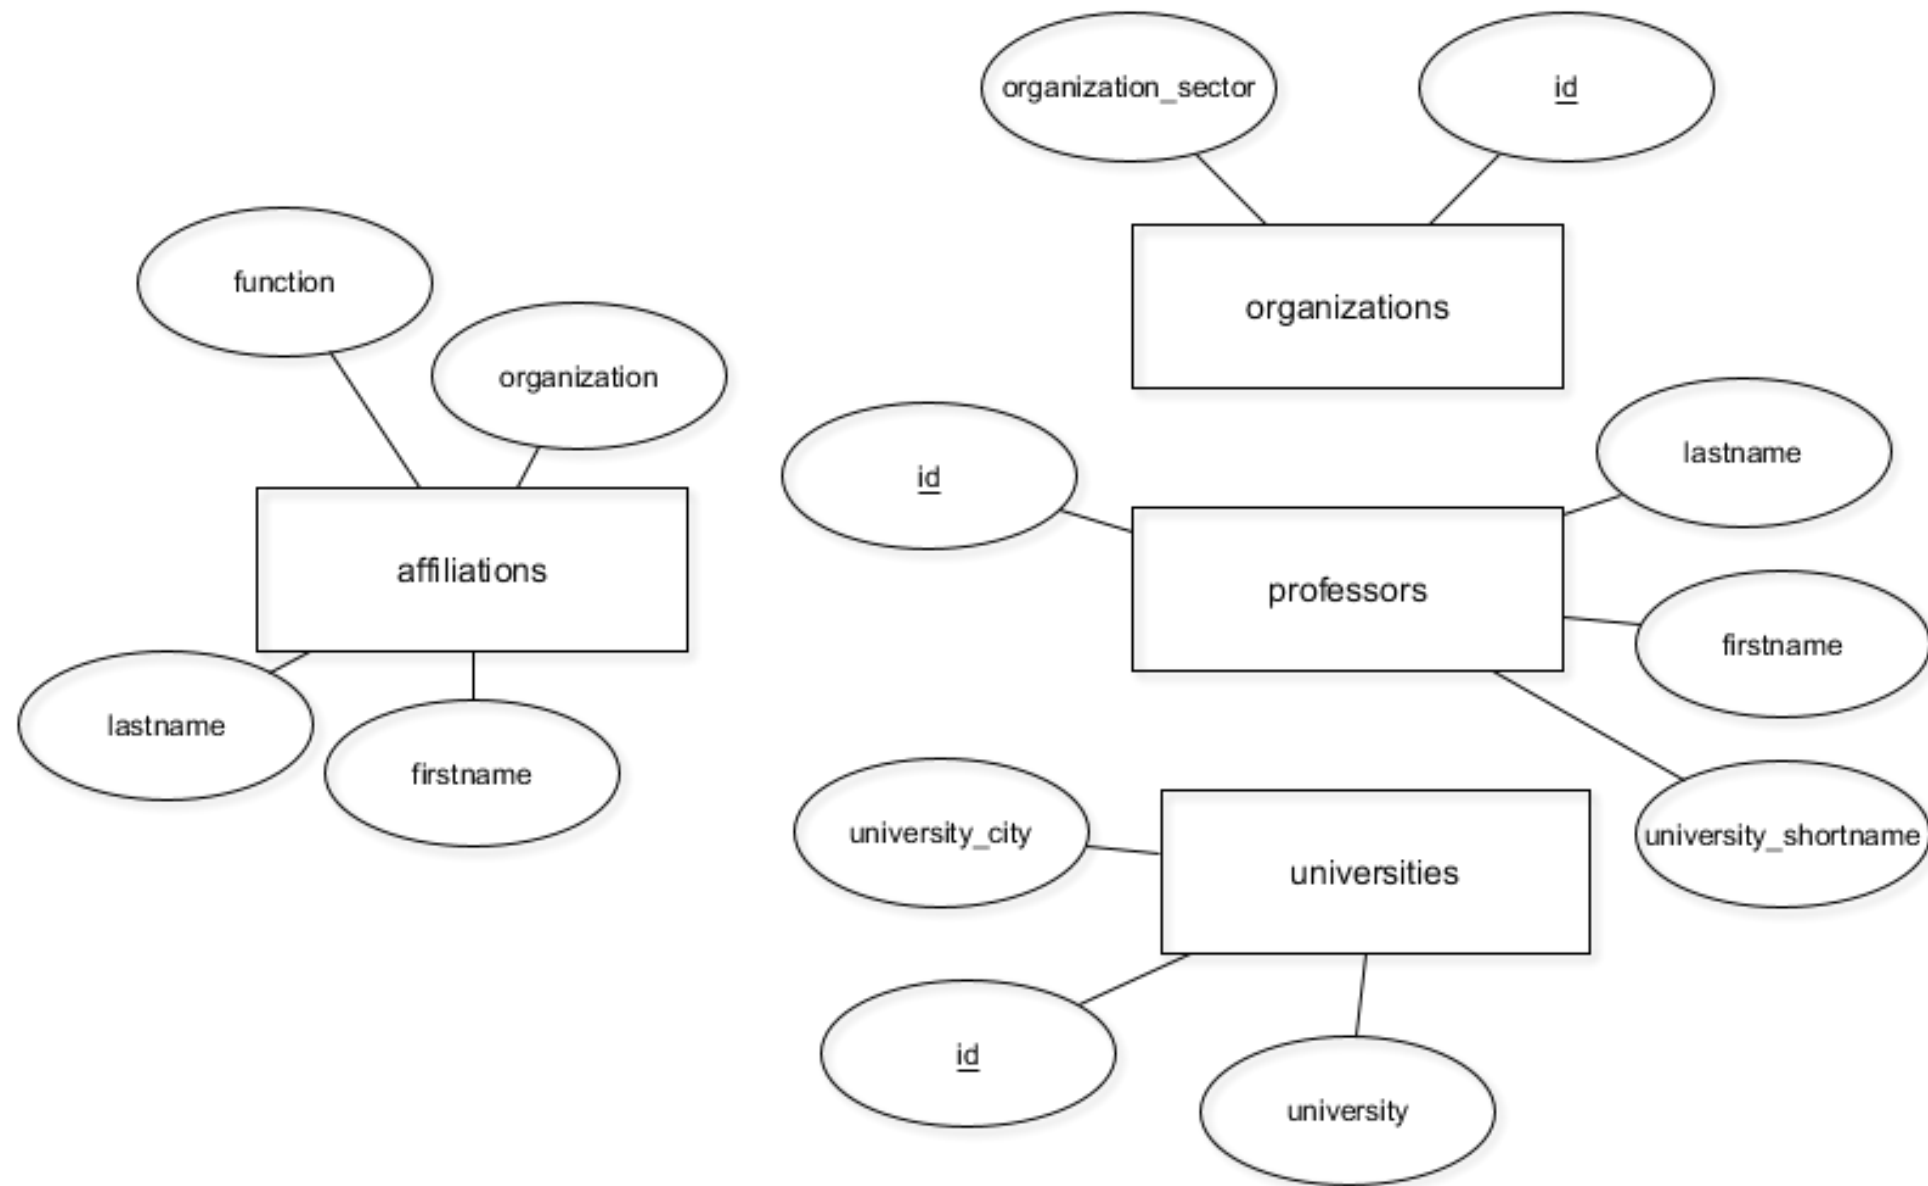 organization_sector
id
function
organizations
organization
lastname
id
affiliations
professors
firstname
lastname
firstname
university_city
university_shortname
universities
id
university